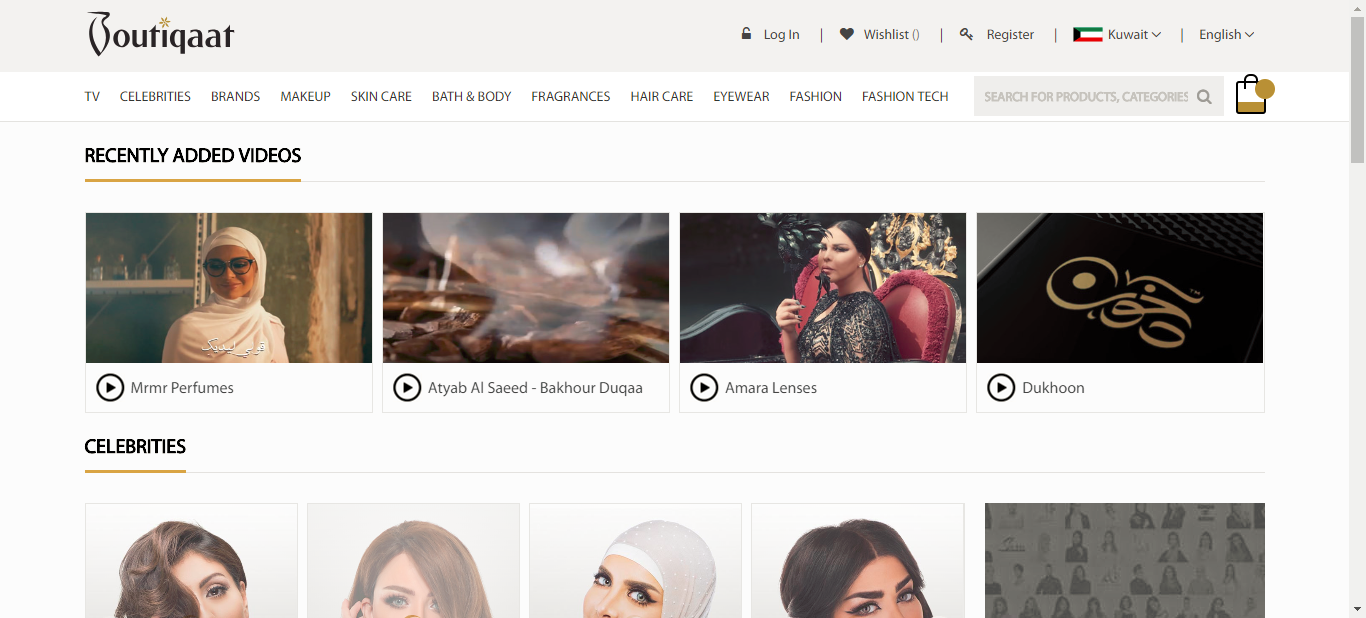 Boutiqaat
Log In | Wishlist () | Register | Kuwait | English
TV CELEBRITIES BRANDS MAKEUP SKIN CARE BATH & BODY FRAGRANCES HAIR CARE EYEWEAR FASHION FASHION TECH SEARCH FOR PRODUCTS, CATEGORIES
RECENTLY ADDED VIDEOS
دخون
Mrmr Perfumes Atyab Al Saeed - Bakhour Duqaa Amara Lenses Dukhoon
CELEBRITIES